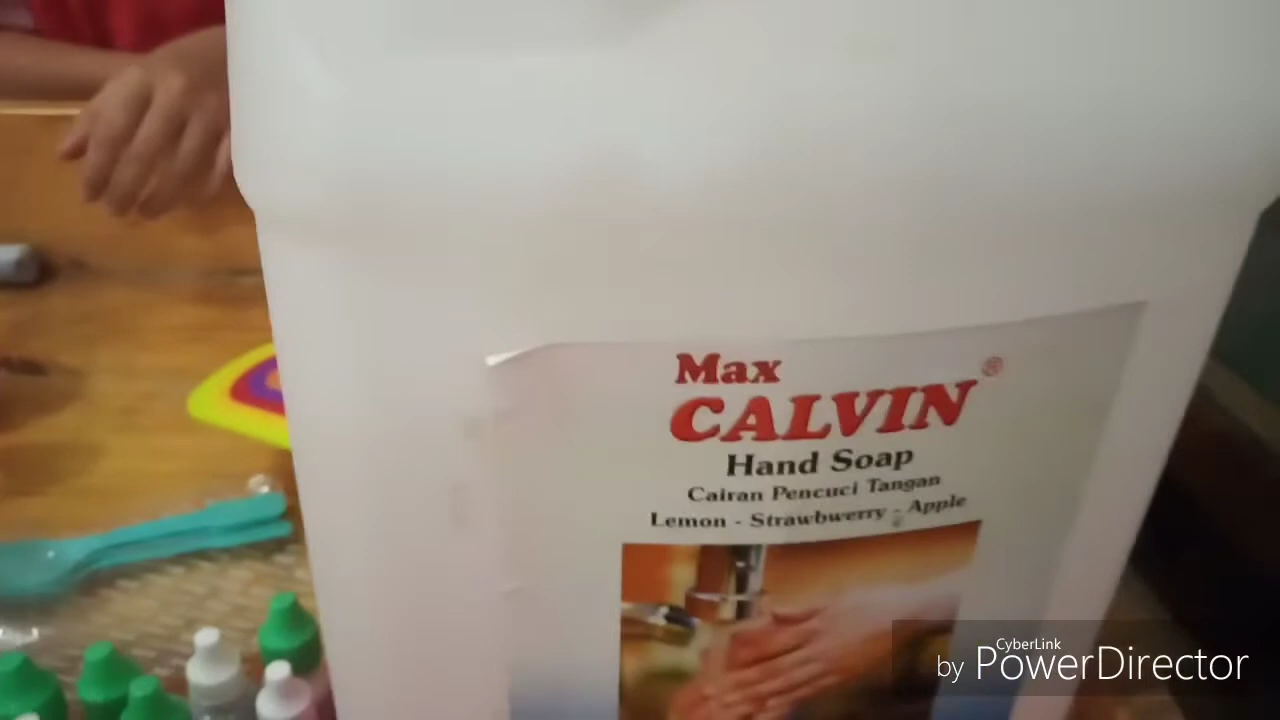 Max
CALVIN®
Hand Soap
Cairan Pencuci Tangan
Lemon - Strawbwerry - Apple
CyberLink
by PowerDirector